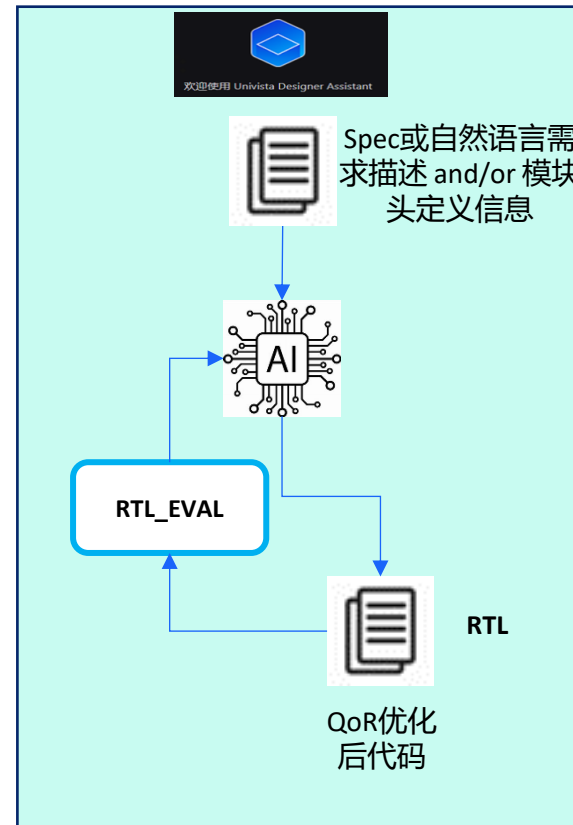 欢迎使用 Univista Designer Assistant
Spec或自然语言需
求描述 and/or 模块
头定义信息
AI
RTL_EVAL
RTL
QoR优化
后代码